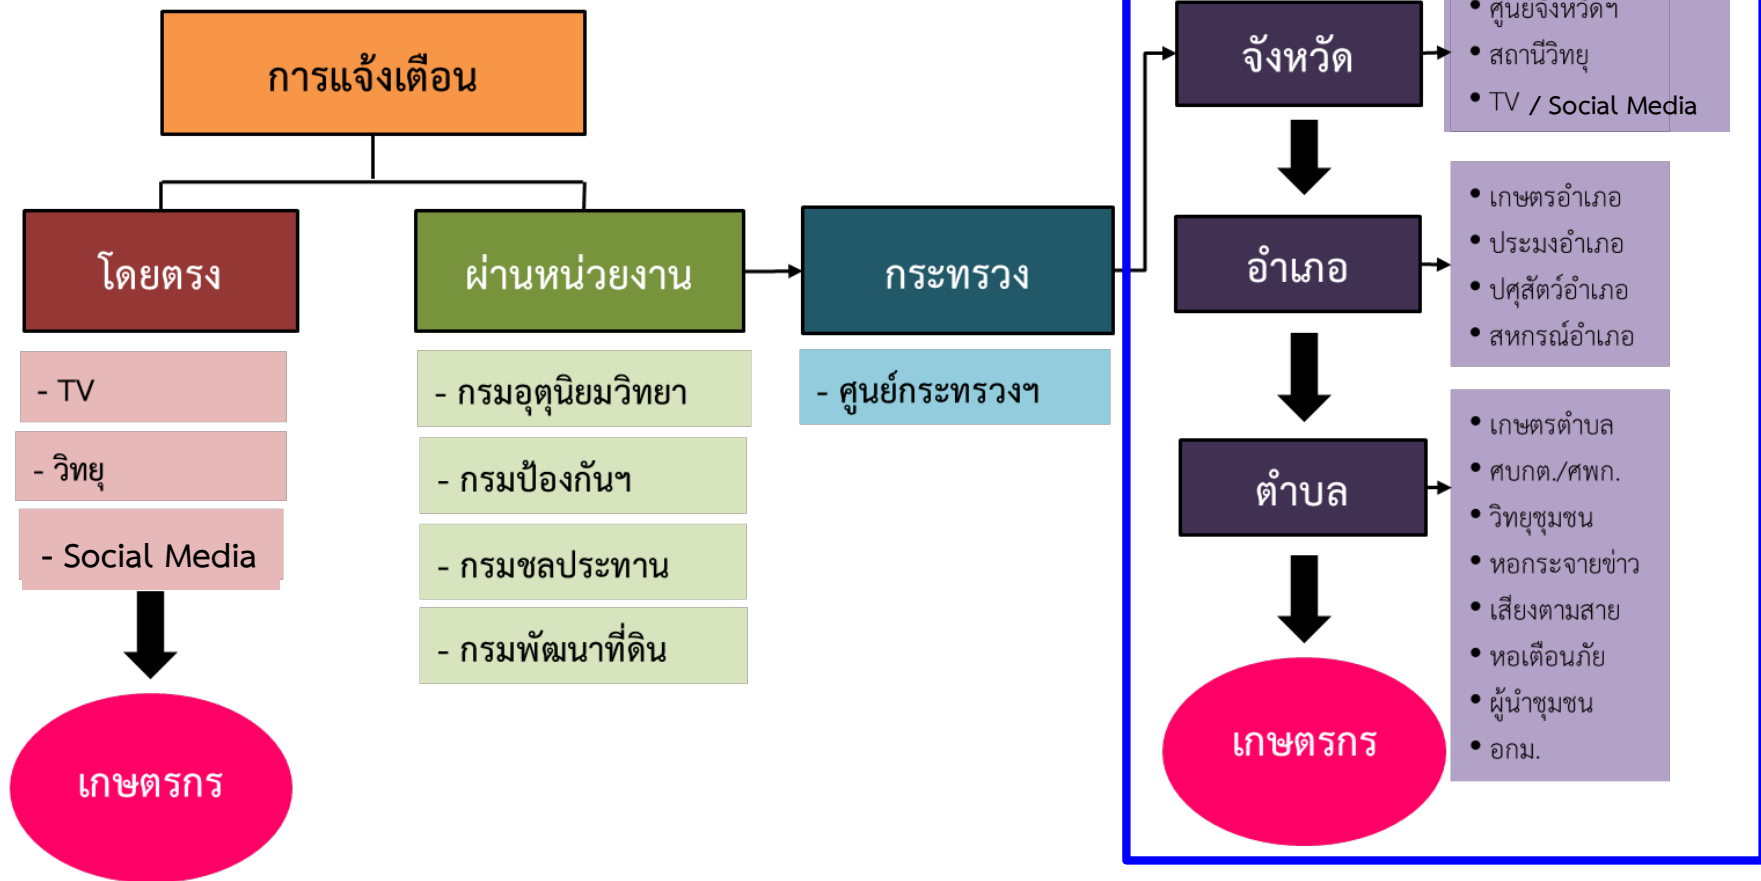 การแจ้งเตือน
โดยตรง
- TV
- วิทยุ
- Social Media
เกษตรกร
ผ่านหน่วยงาน
- กรมอุตุนิยมวิทยา
- กรมป้องกันฯ
- กรมชลประทาน
- กรมพัฒนาที่ดิน
กระทรวง
- ศูนย์กระทรวงฯ
จังหวัด
• ศูนย์จังหวัดฯ
• สถานีวิทยุ
• TV / Social Media
อำเภอ
• เกษตรอำเภอ
• ประมงอำเภอ
• ปศุสัตว์อำเภอ
• สหกรณ์อำเภอ
ตำบล
• เกษตรตำบล
• ศบกต./ศพก.
• วิทยุชุมชน
• หอกระจายข่าว
• เสียงตามสาย
• หอเตือนภัย
• ผู้นำชุมชน
• อกม.
เกษตรกร